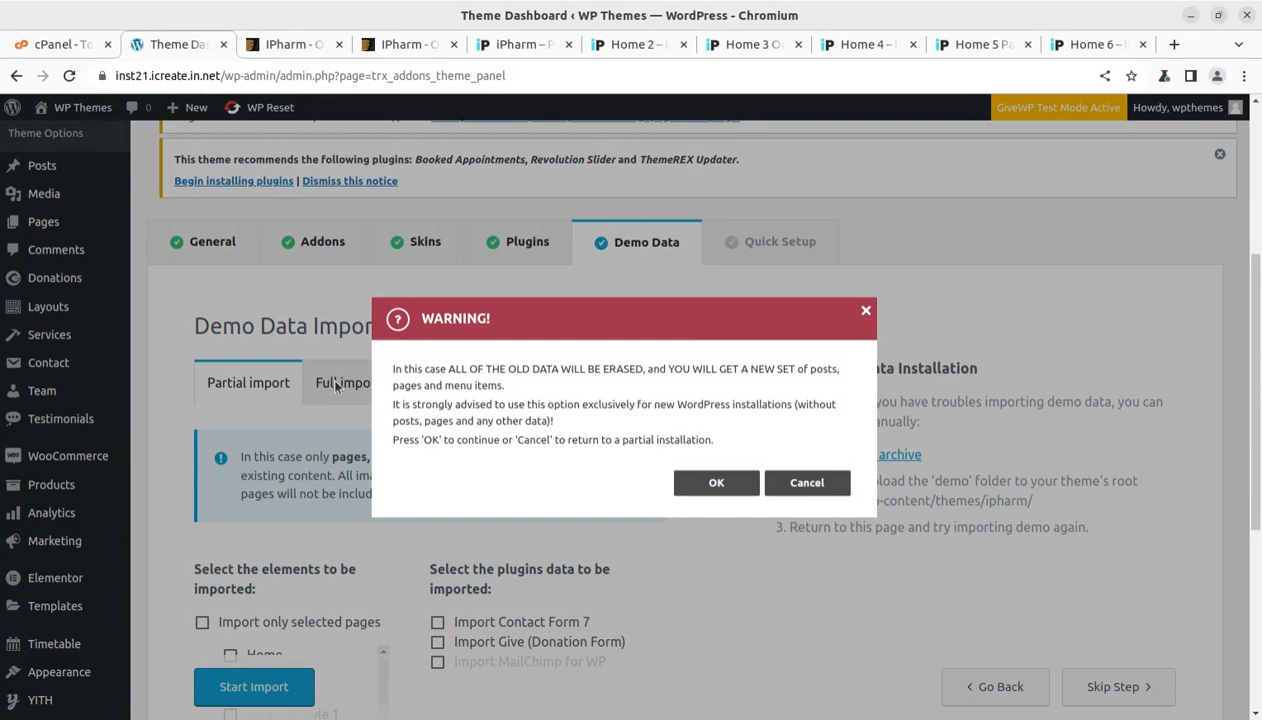 Theme Dashboard ‹ WP Themes — WordPress - Chromium
cPanel - To
Theme Da
IPharm - O
IPharm - O
iPharm – P
Home 2 – i
Home 3 O
Home 4 – i
Home 5 Pa
Home 6 – i
inst21.icreate.in.net/wp-admin/admin.php?page=trx_addons_theme_panel
WP Themes
0
New
WP Reset
GiveWP Test Mode Active
Howdy, wpthemes
Theme Options
Posts
Media
Pages
Comments
Donations
Layouts
Services
Contact
Team
Testimonials
WooCommerce
Products
Analytics
Marketing
Elementor
Templates
Timetable
Appearance
YITH
This theme recommends the following plugins: Booked Appointments, Revolution Slider and ThemeREX Updater.
Begin installing plugins | Dismiss this notice
General
Addons
Skins
Plugins
Demo Data
Quick Setup
Demo Data Impor
Partial import
Full impo
In this case only pages,
existing content. All ima
pages will not be includ
WARNING!
In this case ALL OF THE OLD DATA WILL BE ERASED, and YOU WILL GET A NEW SET of posts,
pages and menu items.
It is strongly advised to use this option exclusively for new WordPress installations (without
posts, pages and any other data)!
Press 'OK' to continue or 'Cancel' to return to a partial installation.
OK
Cancel
ata Installation
you have troubles importing demo data, you can
anually:
archive
load the 'demo' folder to your theme's root
-content/themes/ipharm/
3. Return to this page and try importing demo again.
Select the elements to be
imported:
Import only selected pages
Home
Start Import
Select the plugins data to be
imported:
Import Contact Form 7
Import Give (Donation Form)
Import MailChimp for WP
Go Back
Skip Step